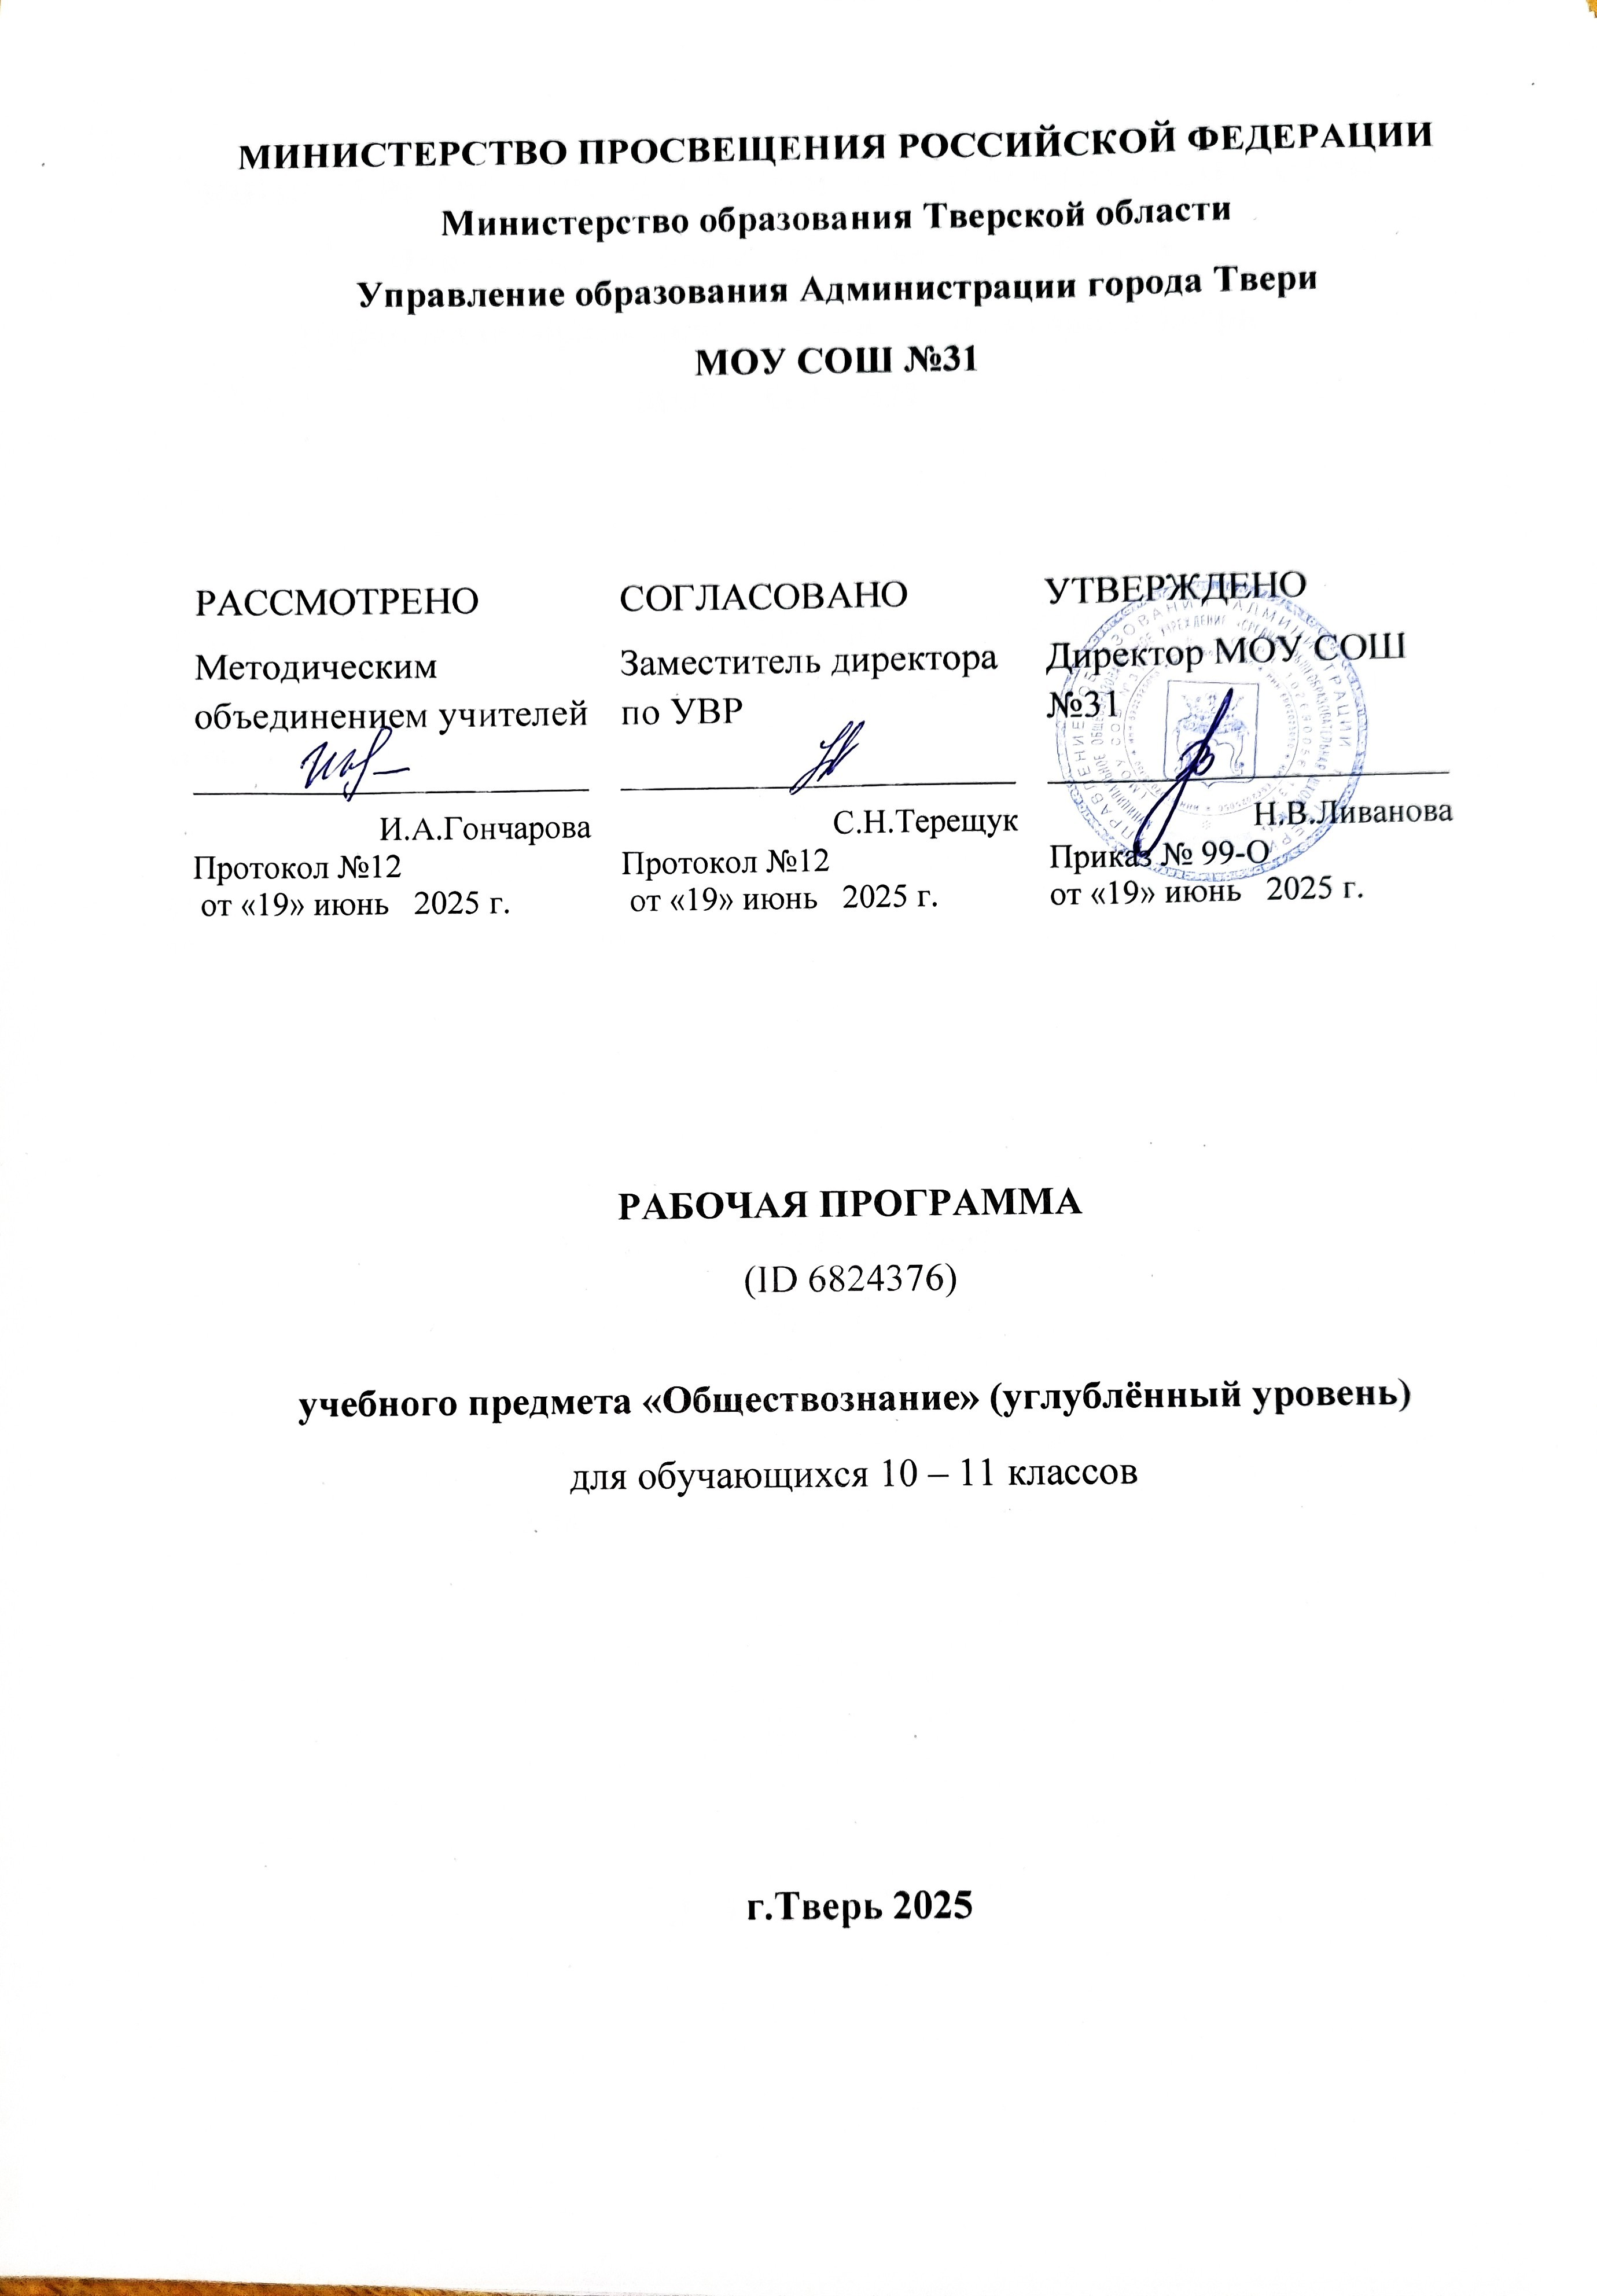 МИНИСТЕРСТВО ПРОСВЕЩЕНИЯ РОССИЙСКОЙ ФЕДЕРАЦИИ
Министерство образования Тверской области
Управление образования Администрации города Твери
МОУ СОШ №31
РАССМОТРЕНО
Методическим
объединением учителей
И.А.Гончарова
Протокол №12
от «19» июнь 2025 г.
СОГЛАСОВАНО
Заместитель директора
по УВР
С.Н.Терещук
Протокол №12
от «19» июнь 2025 г.
УТВЕРЖДЕНО
Директор МОУ СОШ
№31
Н.В.Ливанова
Приказ № 99-О
от «19» июнь 2025 г.
РАБОЧАЯ ПРОГРАММА
(ID 6824376)
учебного предмета «Обществознание» (углублённый уровень)
для обучающихся 10 – 11 классов
г.Тверь 2025